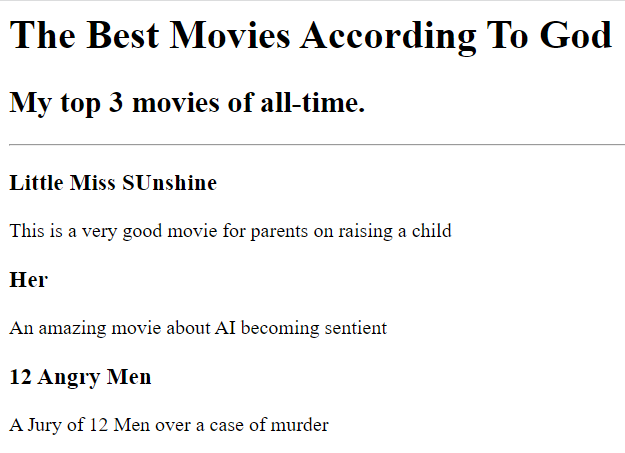 The Best Movies According To God
My top 3 movies of all-time.
Little Miss SUnshine
This is a very good movie for parents on raising a child
Her
An amazing movie about AI becoming sentient
12 Angry Men
A Jury of 12 Men over a case of murder